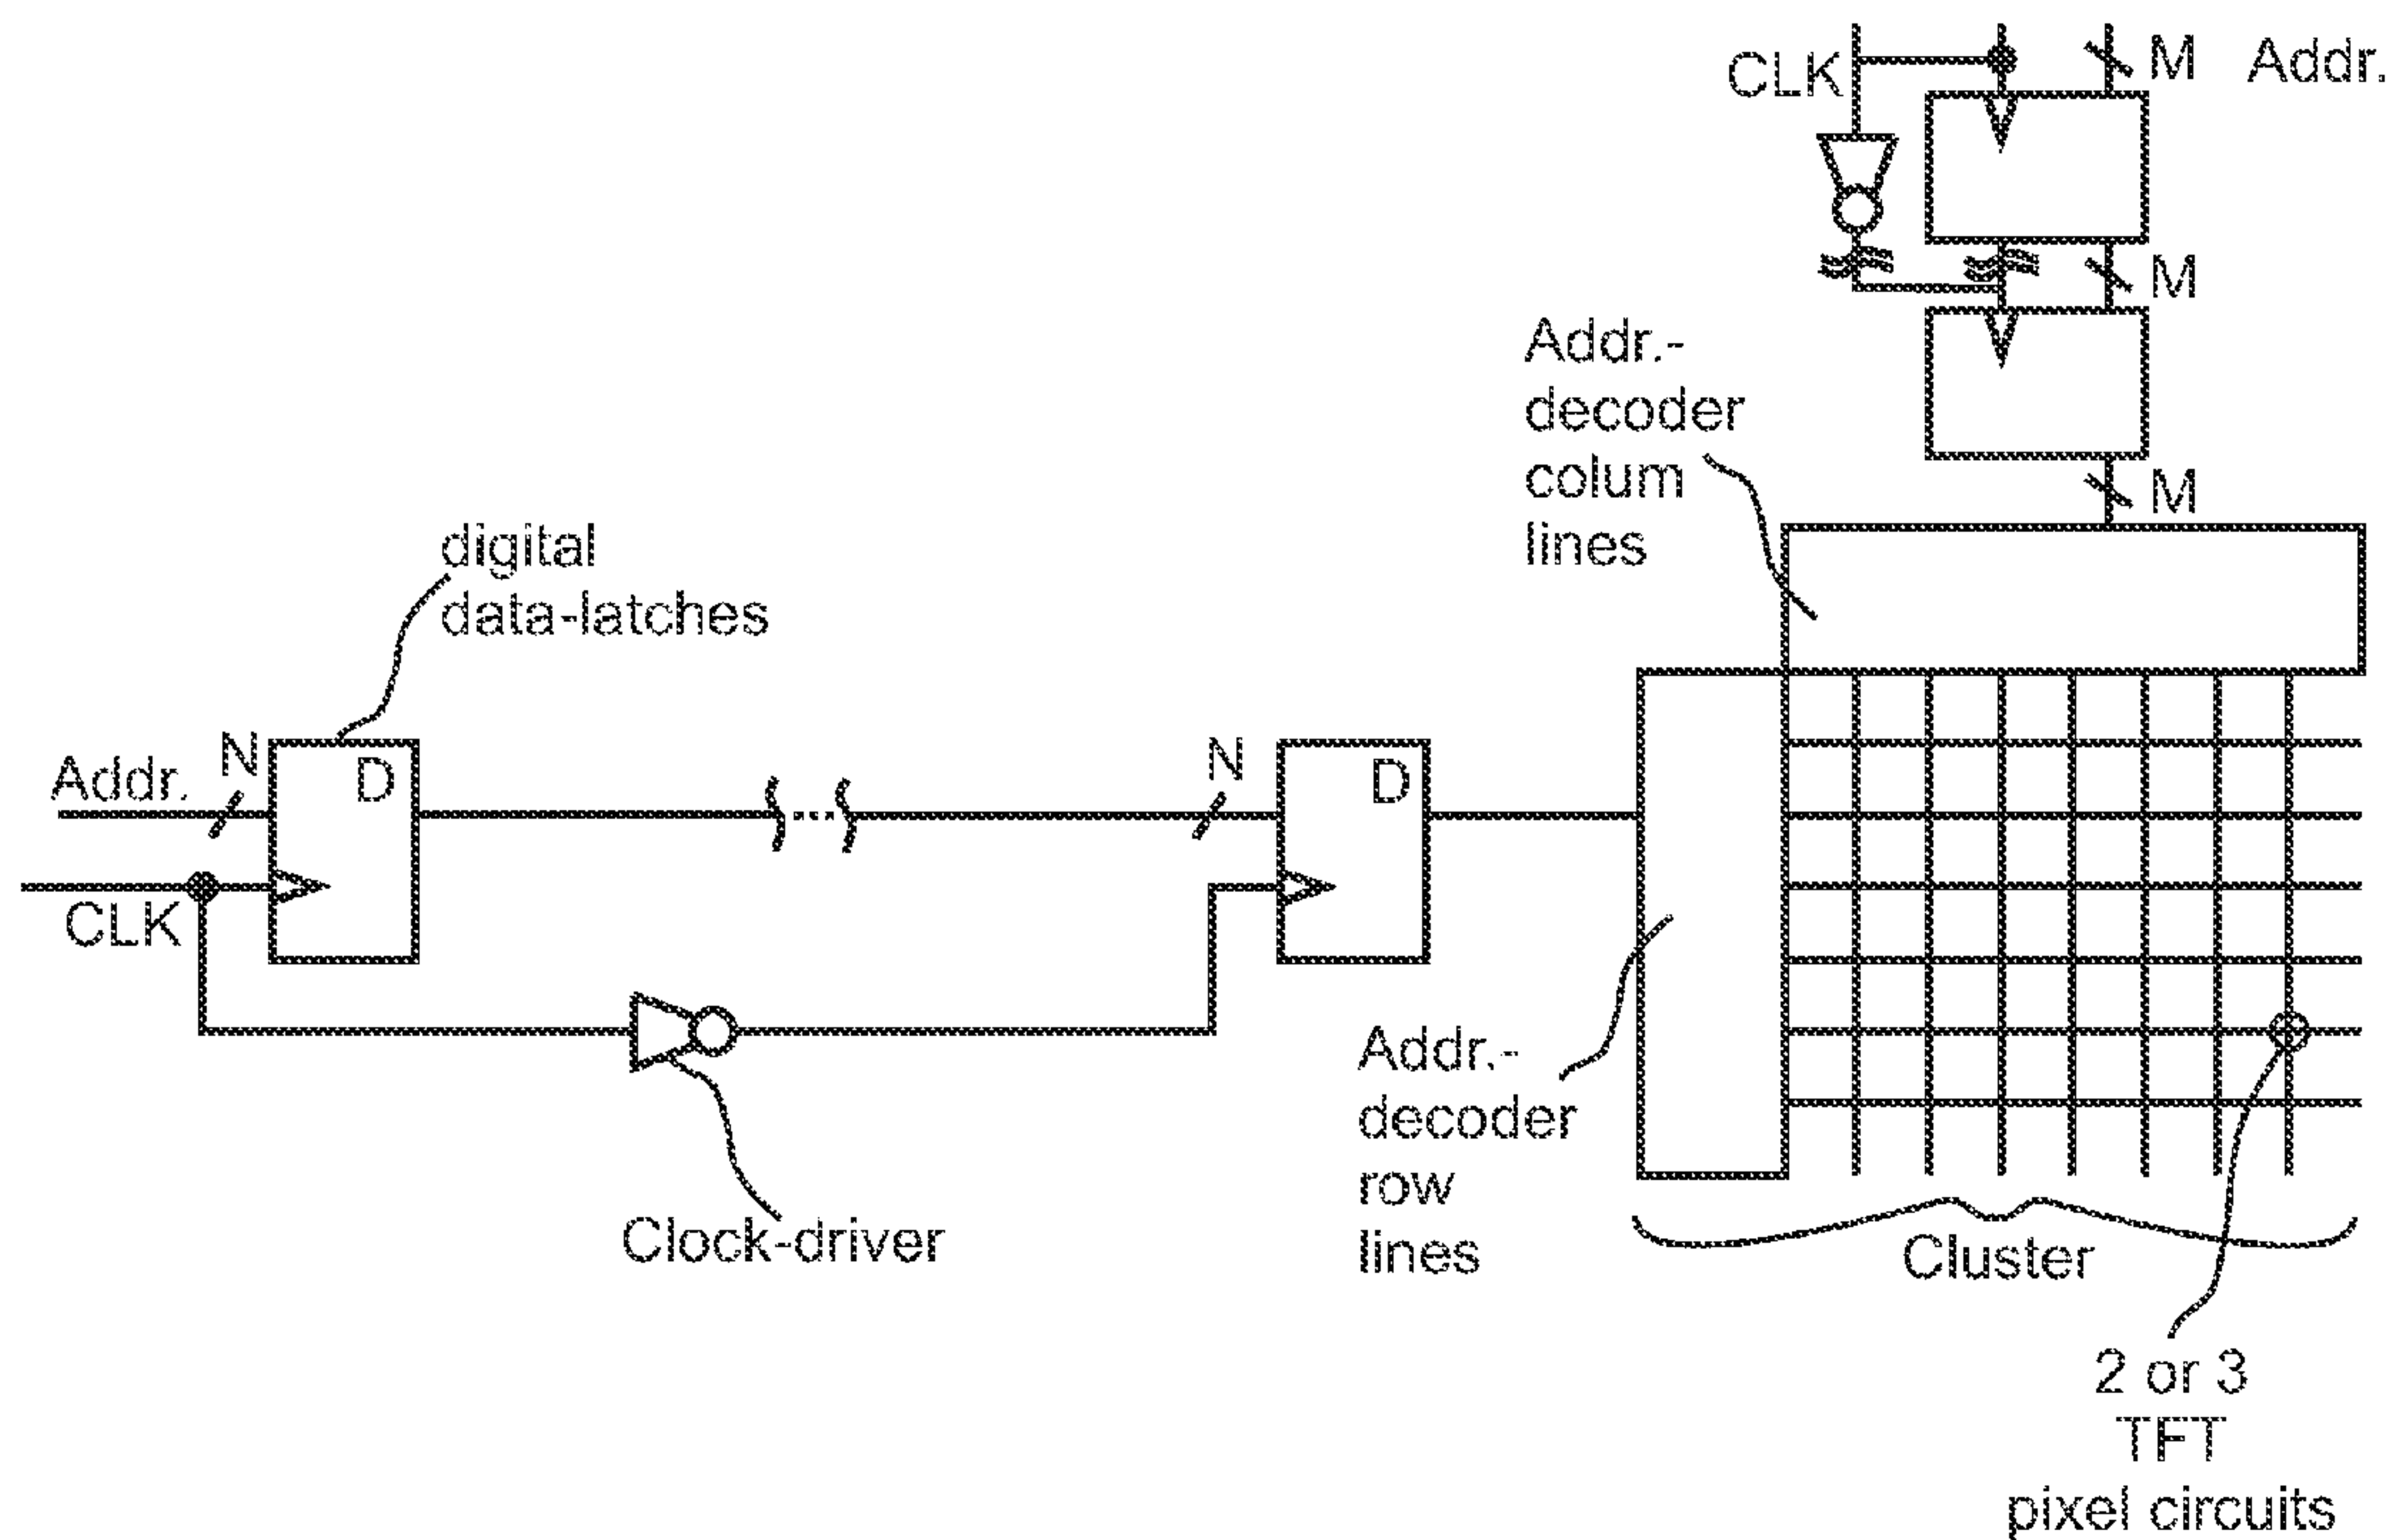 CLK
M Addr.
M
Addr.-
decoder
colum
lines
M
digital
data-latches
Addr.
N
D
N
D
CLK
Addr.-
decoder
row
lines
Clock-driver
Cluster
2 or 3
TFT
pixel circuits